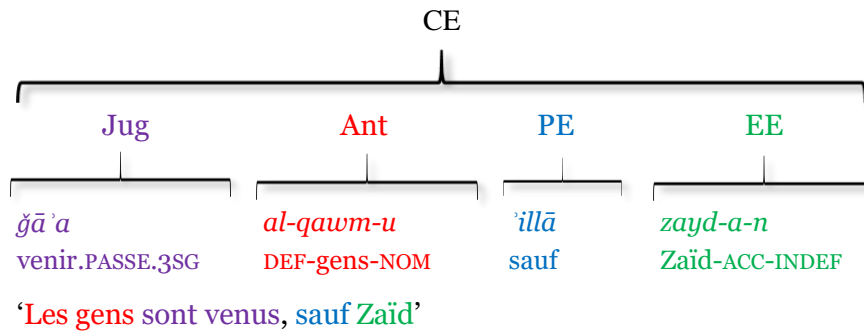 CE
Jug Ant PE EE
ǧāʾa al-qawm-u ʾillā zayd-a-n
venir.PASSE.3SG DEF-gens-NOM sauf Zaïd-ACC-INDEF
‘Les gens sont venus, sauf Zaïd’